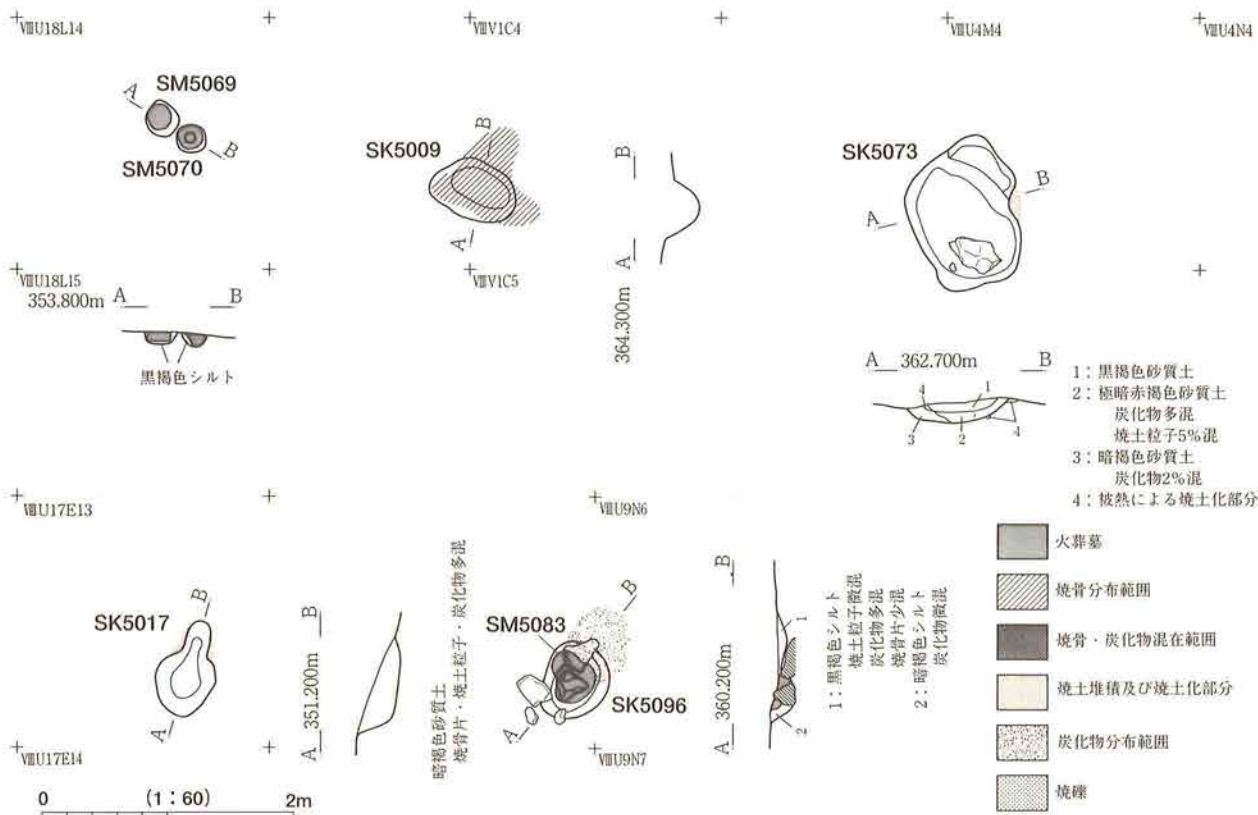 ⅧU18L14
SM5069
A
B
SM5070
ⅧU18L15
353.800m
A
B
黒褐色シルト
ⅧV1C4
SK5009
B
A
ⅧV1C5
B
A
364.300m
ⅧU4M4
ⅧU4N4
SK5073
B
A
A
362.700m
B
4
1
3
2
4
1：黒褐色砂質土
2：極暗赤褐色砂質土
炭化物多混
焼土粒子5%混
3：暗褐色砂質土
炭化物2%混
4：被熱による焼土化部分
ⅧU17E13
SK5017
B
A
ⅧU17E14
B
A
351.200m
暗褐色砂質土
焼骨片・焼土粒子・炭化物多混
ⅧU9N6
SM5083
B
SK5096
A
ⅧU9N7
B
A
360.200m
1
2
1：黒褐色シルト
焼土粒子微混
炭化物多混
焼骨片少混
2：暗褐色シルト
炭化物微混
火葬墓
焼骨分布範囲
焼骨・炭化物混在範囲
焼土堆積及び焼土化部分
炭化物分布範囲
焼礫
0
(1：60)
2m